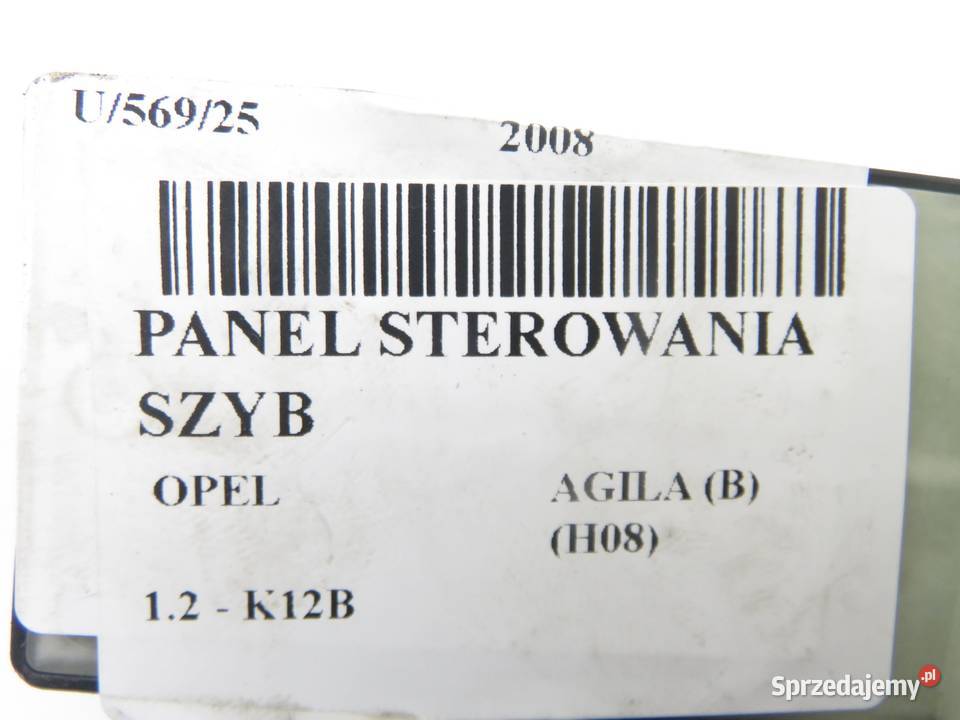 U/569/25 2008
PANEL STEROWANIA
SZYB
OPEL AGILA (B)
(H08)
1.2 - K12B
Sprzedajemy.pl